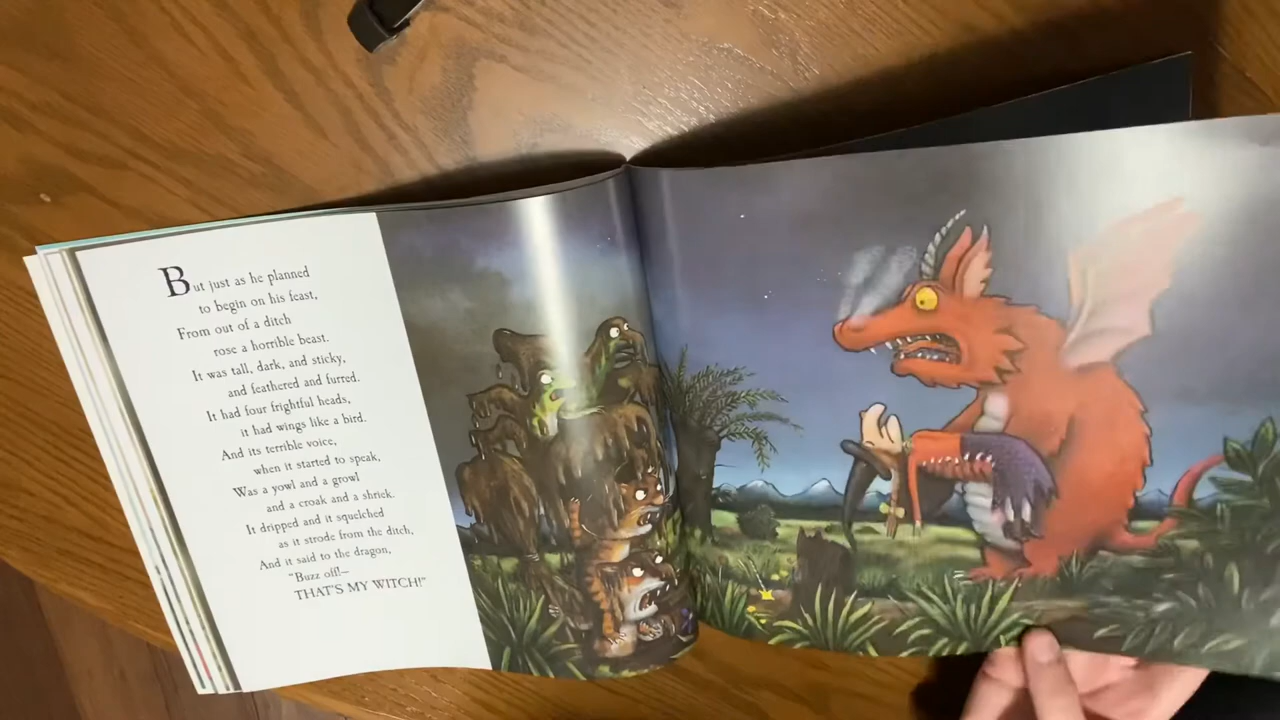 But just as he planned
to begin on his feast,
From out of a ditch
rose a horrible beast.
It was tall, dark, and sticky,
and feathered and furred.
It had four frightful heads,
it had wings like a bird.
And its terrible voice,
when it started to speak,
Was a yowl and a growl
and a croak and a shriek.
It dripped and it squelched
as it strode from the ditch,
And it said to the dragon,
"Buzz off!—
THAT'S MY WITCH!"